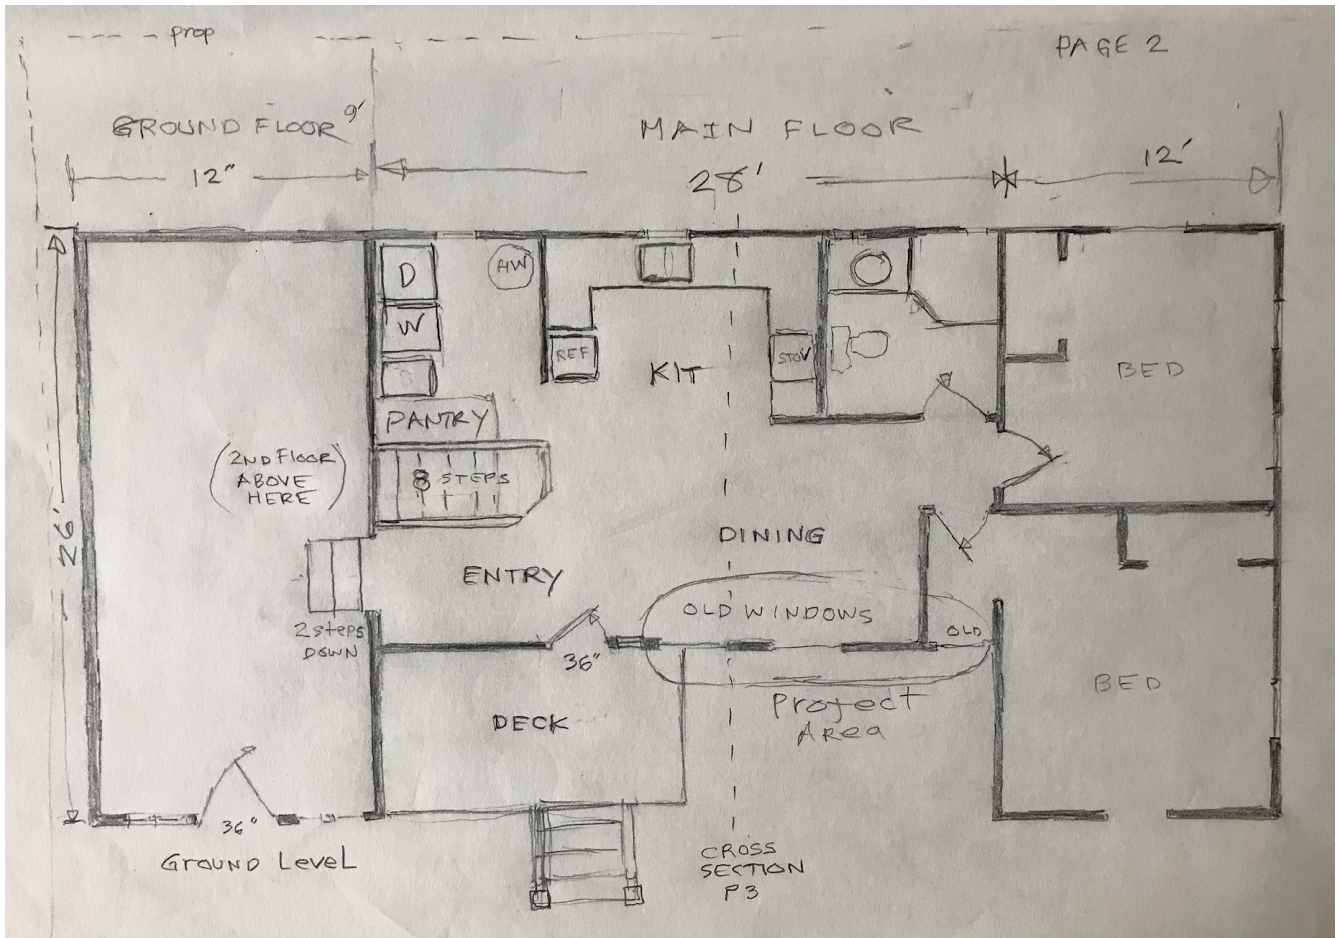 prop
PAGE 2
GROUND FLOOR 9'
MAIN FLOOR
12"
28'
12'
D
HW
W
REF
STOV
KIT
BED
PANTRY
(2ND FLOOR
ABOVE
HERE)
8 STEPS
26'
DINING
ENTRY
OLD WINDOWS
2 steps
DOWN
OLD
36"
BED
Project
Area
DECK
36"
GROUND LEVEL
CROSS
SECTION
P3